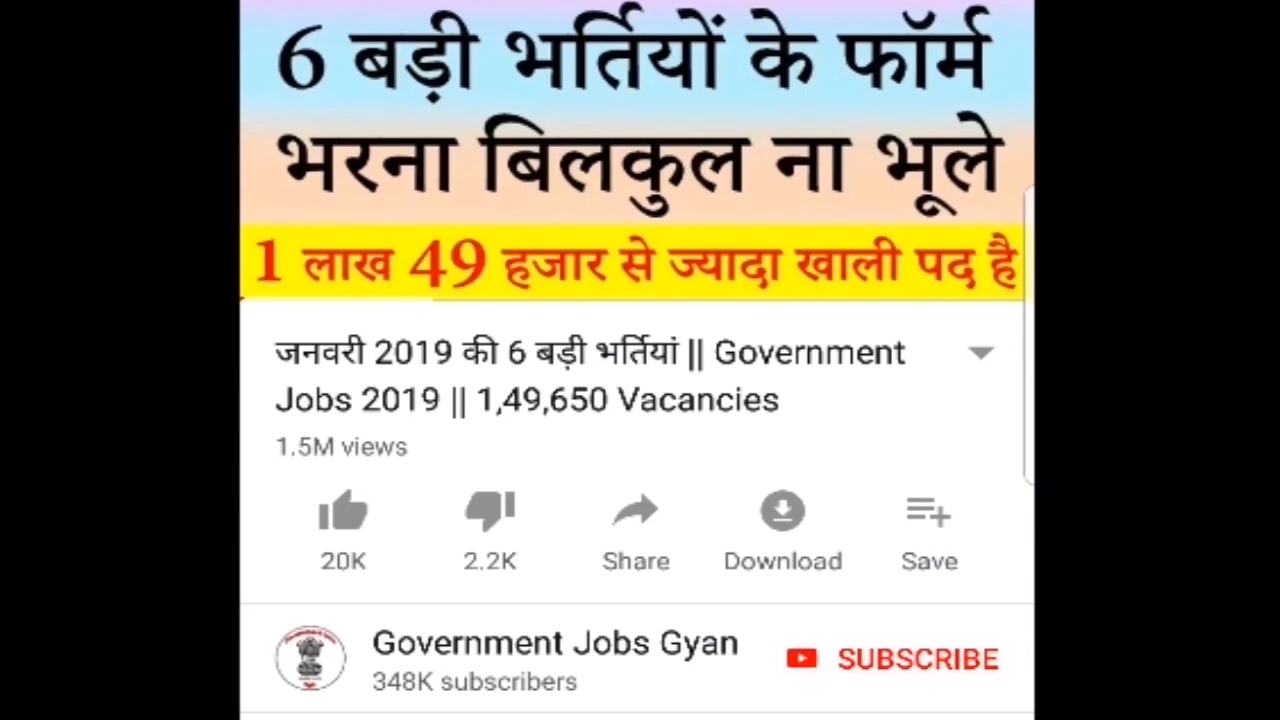 6 बड़ी भर्तियों के फॉर्म
भरना बिलकुल ना भूले
1 लाख 49 हजार से ज्यादा खाली पद है
जनवरी 2019 की 6 बड़ी भर्तियां || Government
Jobs 2019 || 1,49,650 Vacancies
1.5M views
20K 2.2K Share Download Save
Government Jobs Gyan
SUBSCRIBE
348K subscribers